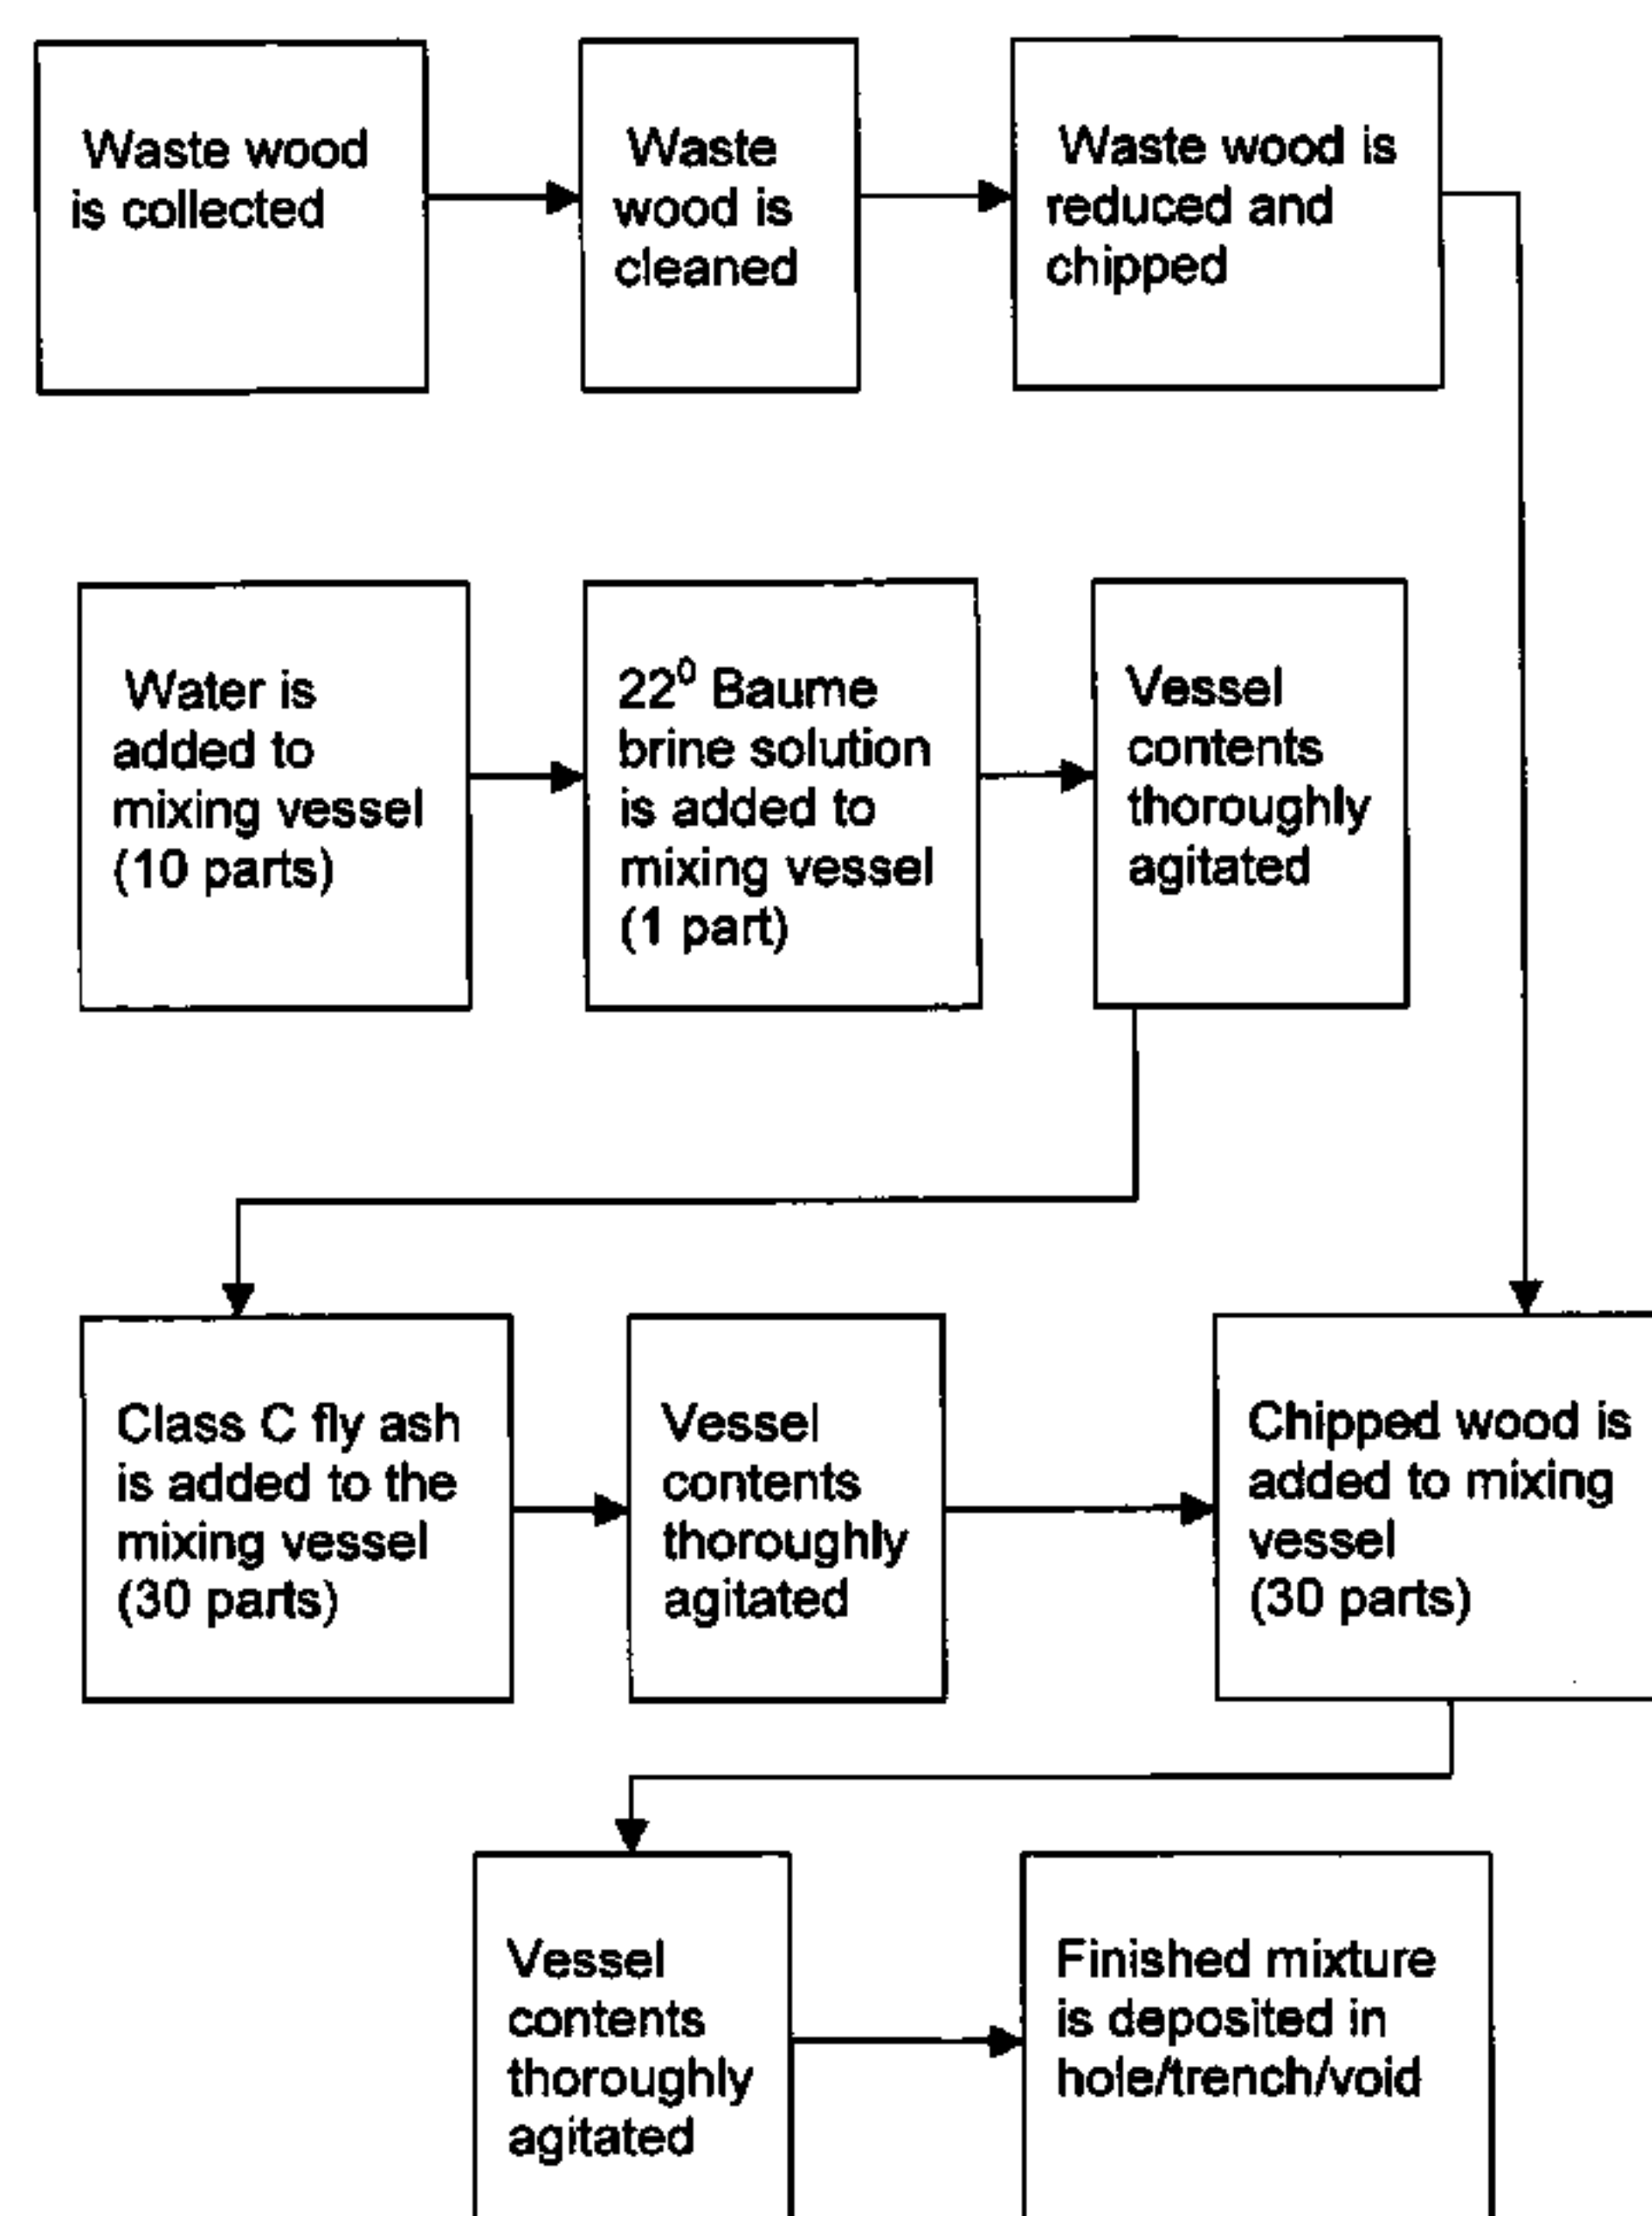 Waste wood
is collected
Waste
wood is
cleaned
Waste wood is
reduced and
chipped
Water is
added to
mixing vessel
(10 parts)
22⁰ Baume
brine solution
is added to
mixing vessel
(1 part)
Vessel
contents
thoroughly
agitated
Class C fly ash
is added to the
mixing vessel
(30 parts)
Vessel
contents
thoroughly
agitated
Chipped wood is
added to mixing
vessel
(30 parts)
Vessel
contents
thoroughly
agitated
Finished mixture
is deposited in
hole/trench/void